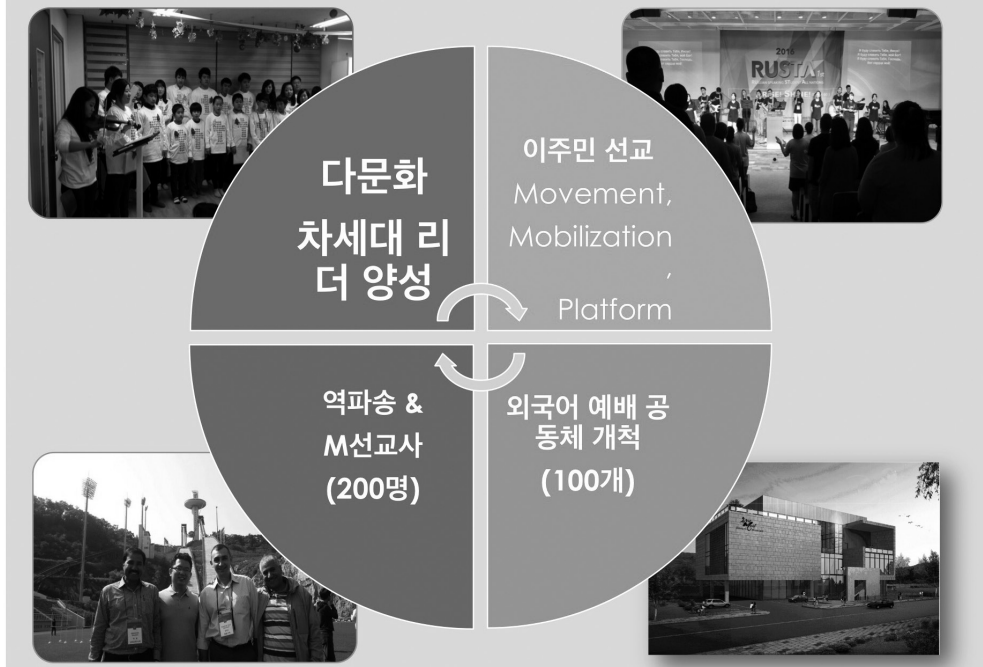 다문화
차세대 리
더 양성
이주민 선교
Movement,
Mobilization
,
Platform
역파송 &
M선교사
(200명)
외국어 예배 공
동체 개척
(100개)
2016
RUSTA